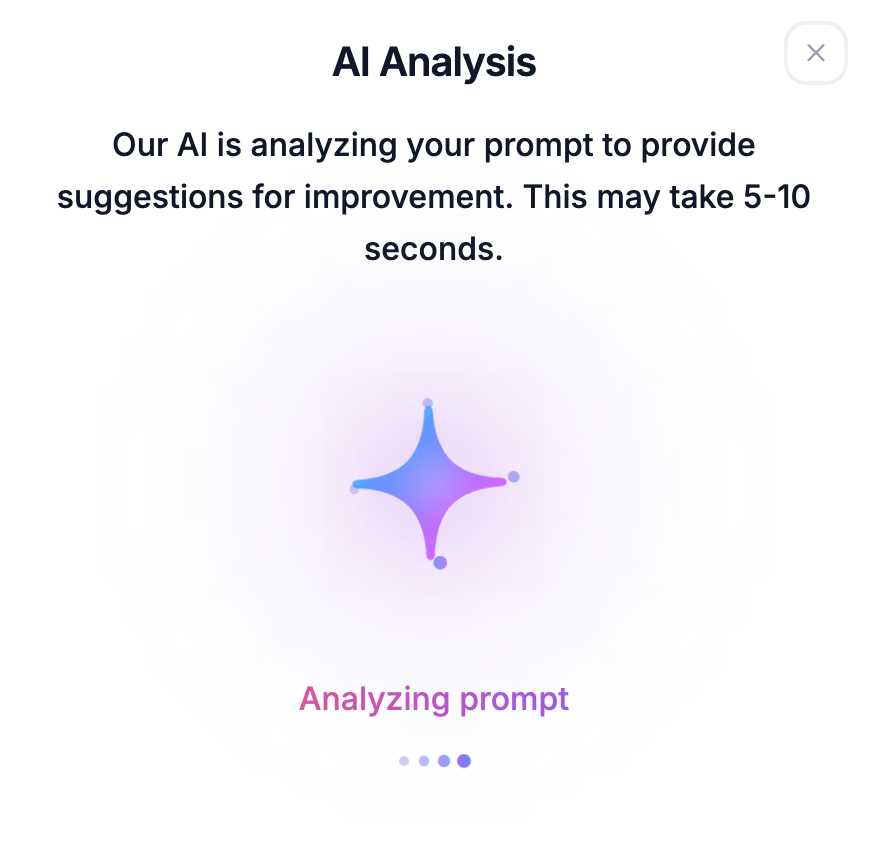 AI Analysis
Our AI is analyzing your prompt to provide
suggestions for improvement. This may take 5-10
seconds.
Analyzing prompt